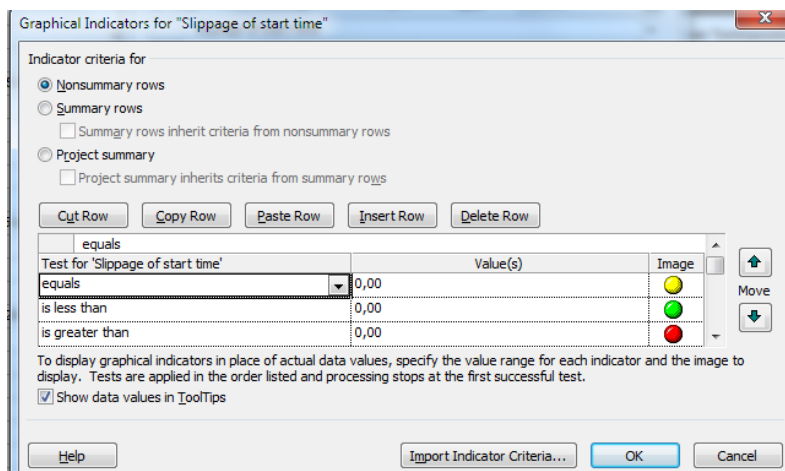 Graphical Indicators for "Slippage of start time"
Indicator criteria for
Nonsummary rows
Summary rows
Summary rows inherit criteria from nonsummary rows
Project summary
Project summary inherits criteria from summary rows
Cut Row Copy Row Paste Row Insert Row Delete Row
equals
Test for 'Slippage of start time' Value(s) Image
equals 0,00
Move
is less than 0,00
is greater than 0,00
To display graphical indicators in place of actual data values, specify the value range for each indicator and the image to
display. Tests are applied in the order listed and processing stops at the first successful test.
Show data values in ToolTips
Help Import Indicator Criteria... OK Cancel